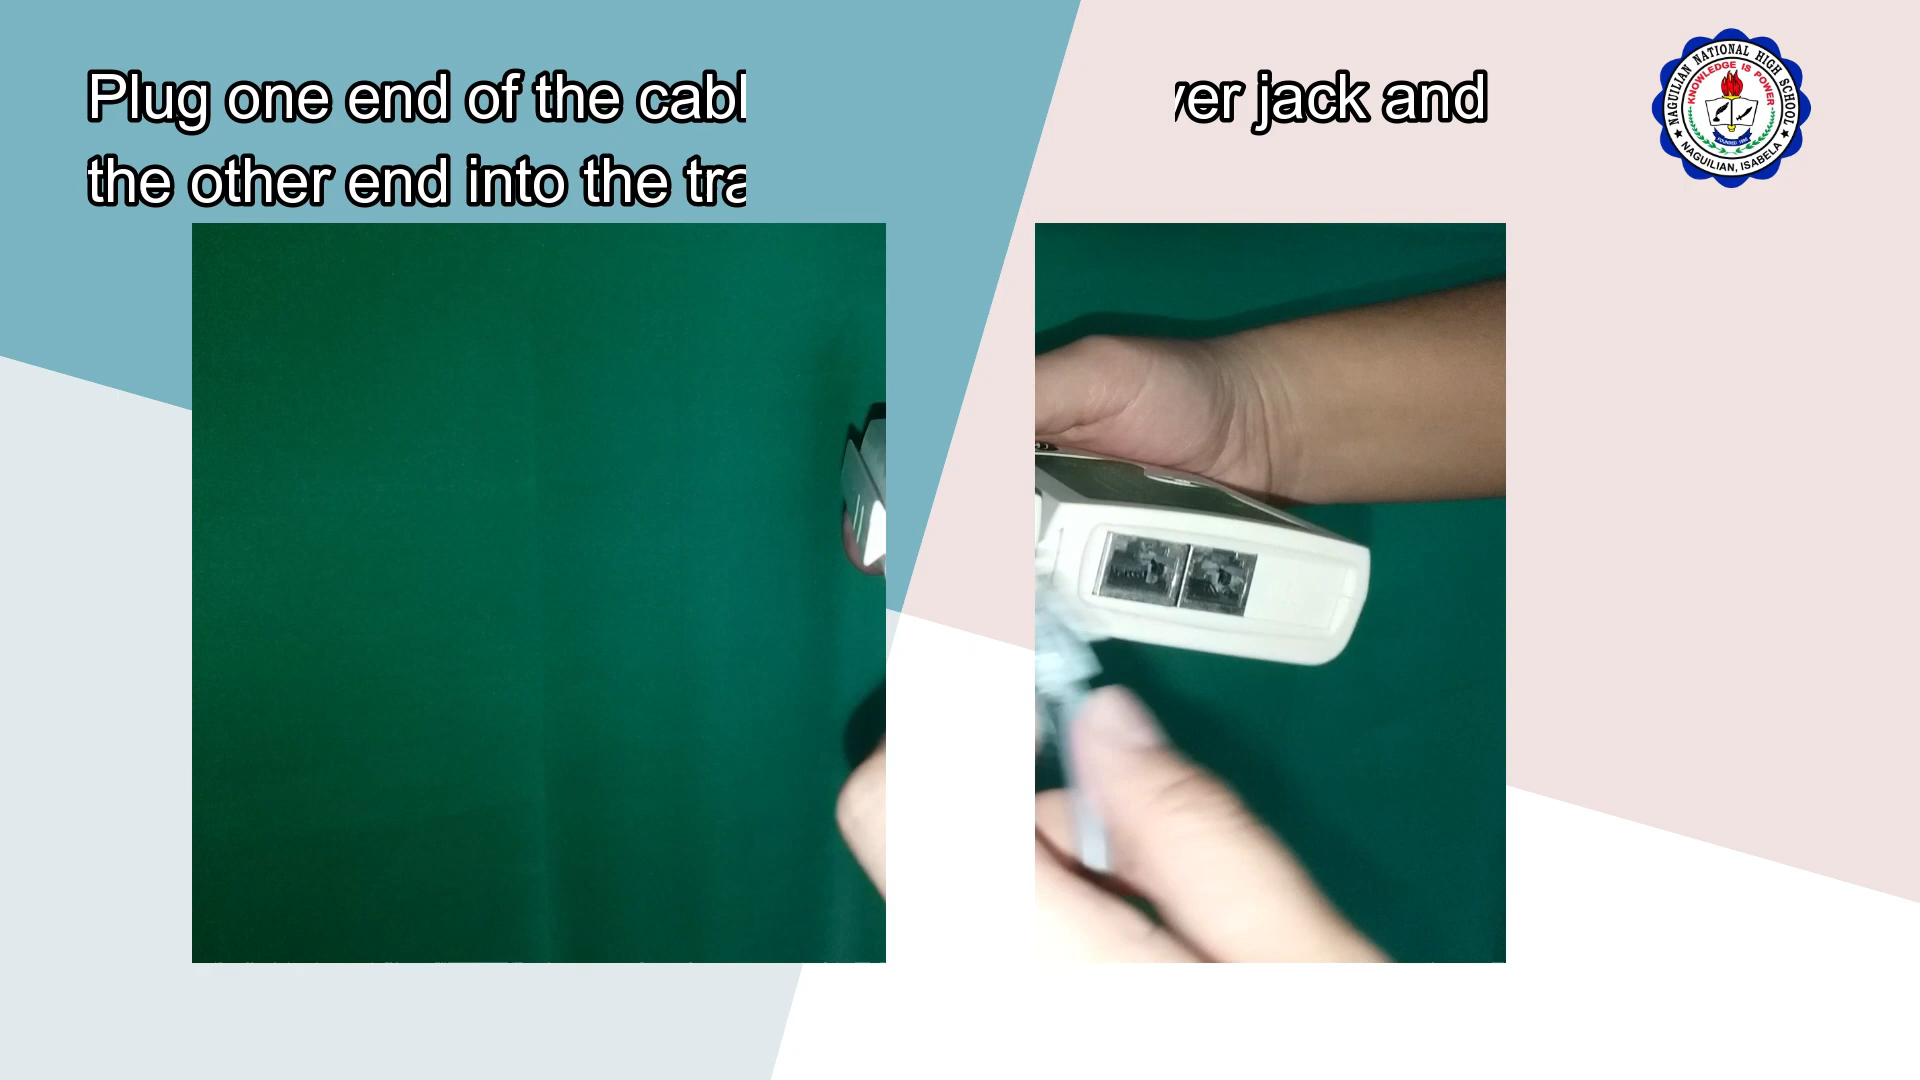 Plug one end of the cabl ver jack and
the other end into the tra
NAGUILIAN NATIONAL HIGH SCHOOL
KNOWLEDGE IS POWER
NAGUILIAN, ISABELA